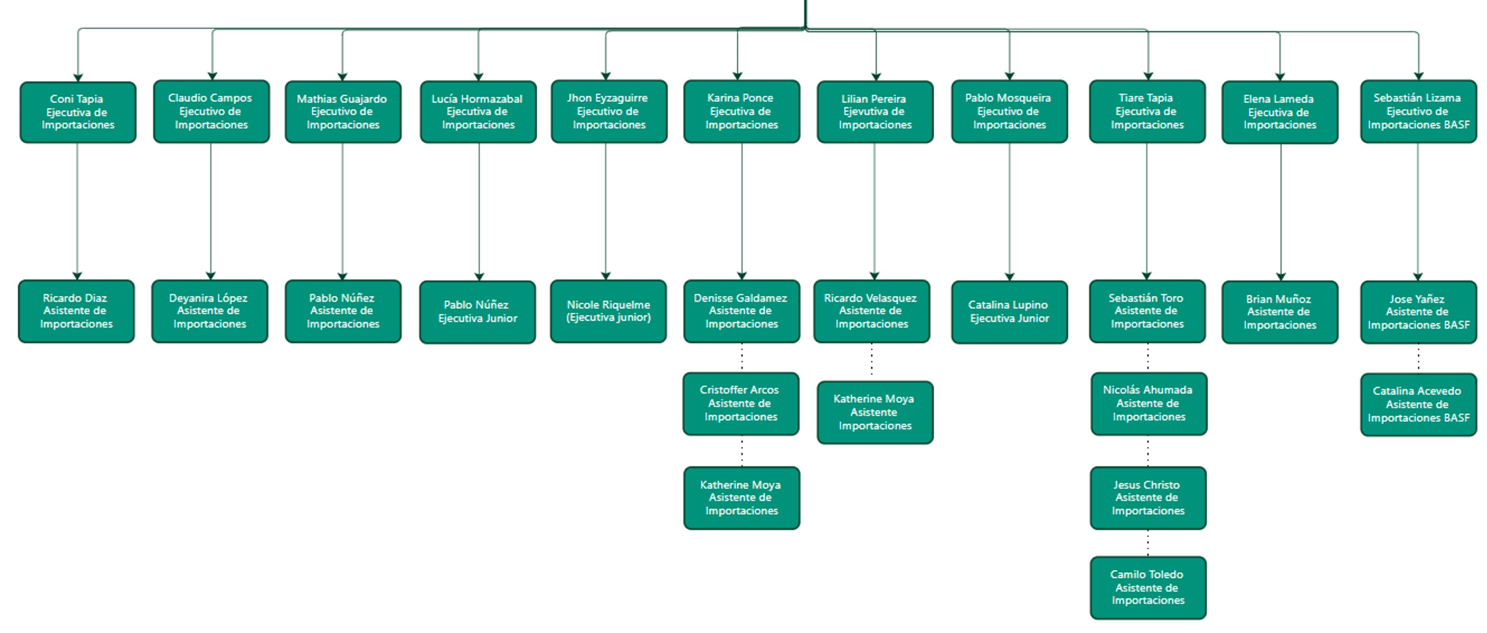 Coni Tapia
Ejecutiva de
Importaciones
Claudio Campos
Ejecutivo de
Importaciones
Mathias Guajardo
Ejecutivo de
Importaciones
Lucía Hormazabal
Ejecutiva de
Importaciones
Jhon Eyzaguirre
Ejecutivo de
Importaciones
Karina Ponce
Ejecutiva de
Importaciones
Lilian Pereira
Ejevutiva de
Importaciones
Pablo Mosqueira
Ejecutivo de
Importaciones
Tiare Tapia
Ejecutiva de
Importaciones
Elena Lameda
Ejecutiva de
Importaciones
Sebastián Lizama
Ejecutivo de
Importaciones BASF
Ricardo Diaz
Asistente de
Importaciones
Deyanira López
Asistente de
Importaciones
Pablo Núñez
Asistente de
Importaciones
Pablo Núñez
Ejecutiva Junior
Nicole Riquelme
(Ejecutiva junior)
Denisse Galdamez
Asistente de
Importaciones
Ricardo Velasquez
Asistente de
Importaciones
Catalina Lupino
Ejecutiva Junior
Sebastián Toro
Asistente de
Importaciones
Brian Muñoz
Asistente de
Importaciones
Jose Yañez
Asistente de
Importaciones BASF
Cristoffer Arcos
Asistente de
Importaciones
Katherine Moya
Asistente
Importaciones
Nicolás Ahumada
Asistente de
Importaciones
Catalina Acevedo
Asistente de
Importaciones BASF
Katherine Moya
Asistente de
Importaciones
Jesus Christo
Asistente de
Importaciones
Camilo Toledo
Asistente de
Importaciones